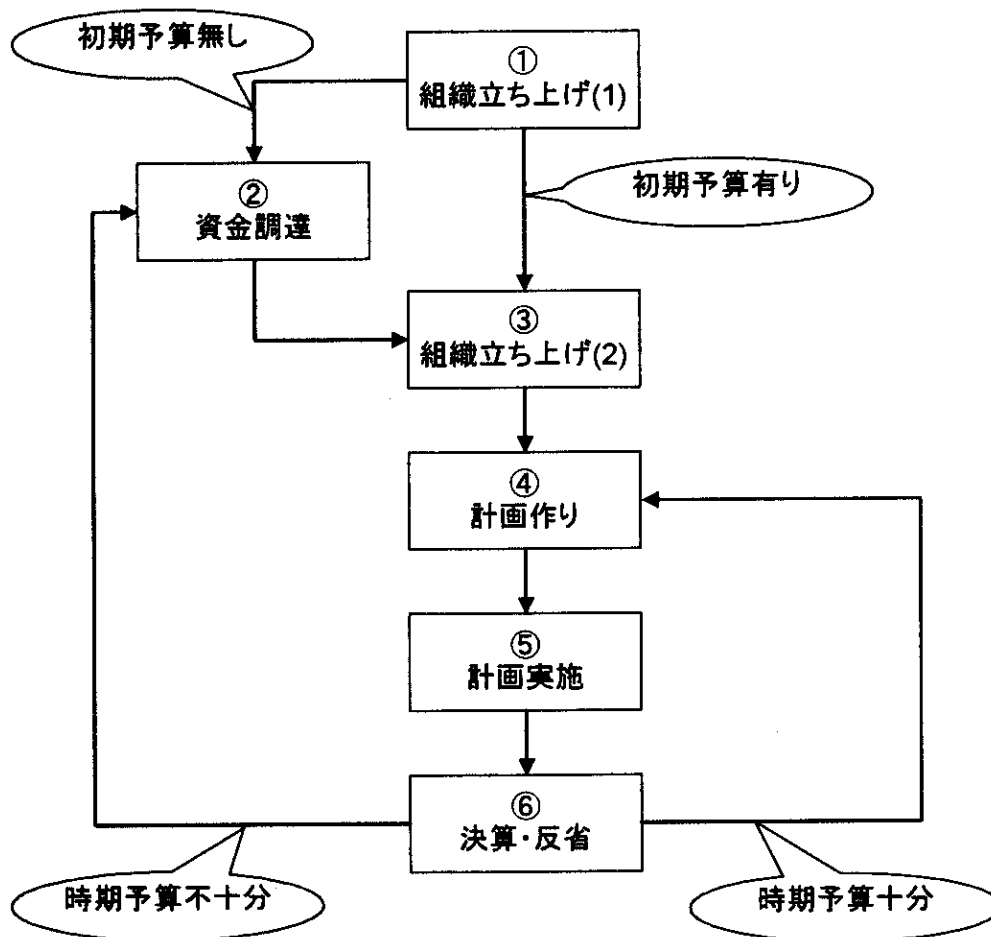 初期予算無し
①
組織立ち上げ(1)
初期予算有り
②
資金調達
③
組織立ち上げ(2)
④
計画作り
⑤
計画実施
⑥
決算・反省
時期予算不十分
時期予算十分